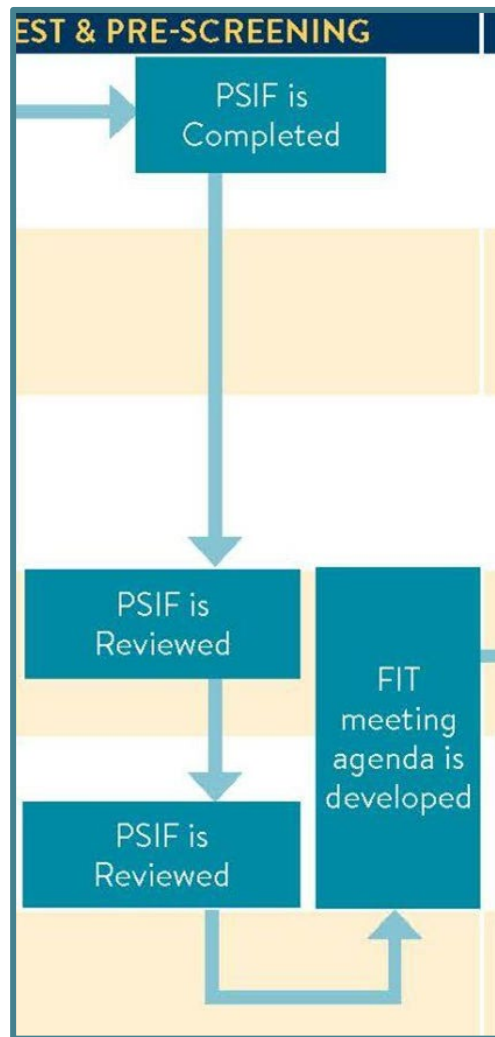 EST & PRE-SCREENING
PSIF is
Completed
PSIF is
Reviewed
FIT
meeting
agenda is
developed
PSIF is
Reviewed